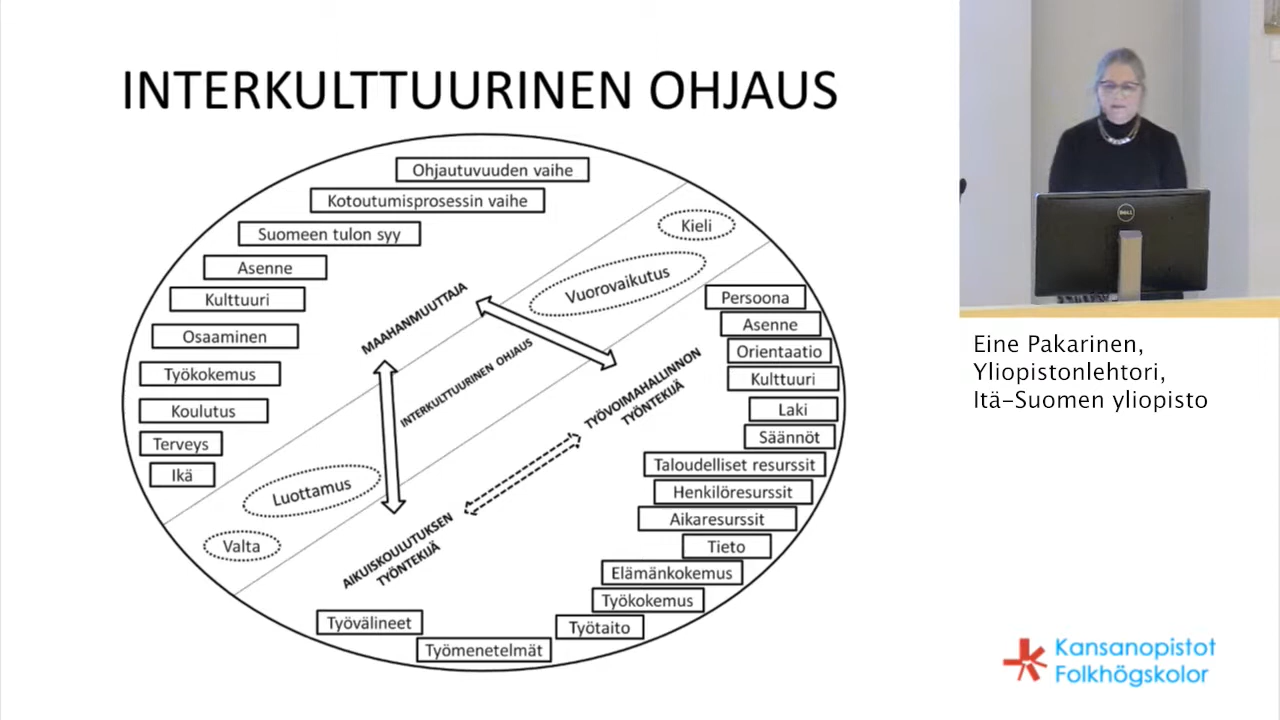 INTERKULTTUURINEN OHJAUS
Ohjautuvuuden vaihe
Kotoutumisprosessin vaihe
Suomeen tulon syy
Asenne
Kulttuuri
Osaaminen
Työkokemus
Koulutus
Terveys
Ikä
Kieli
Vuorovaikutus
MAAHANMUUTTAJA
INTERKULTTUURINEN OHJAUS
TYÖVOIMAHALLINNON
TYÖNTEKIJÄ
Luottamus
Valta
AIKUISKOULUTUKSEN
TYÖNTEKIJÄ
Persoona
Asenne
Orientaatio
Kulttuuri
Laki
Säännöt
Taloudelliset resurssit
Henkilöresurssit
Aikaresurssit
Tieto
Elämänkokemus
Työkokemus
Työtaito
Työvälineet
Työmenetelmät
DELL
Eine Pakarinen,
Yliopistonlehtori,
Itä-Suomen yliopisto
Kansanopistot
Folkhögskolor